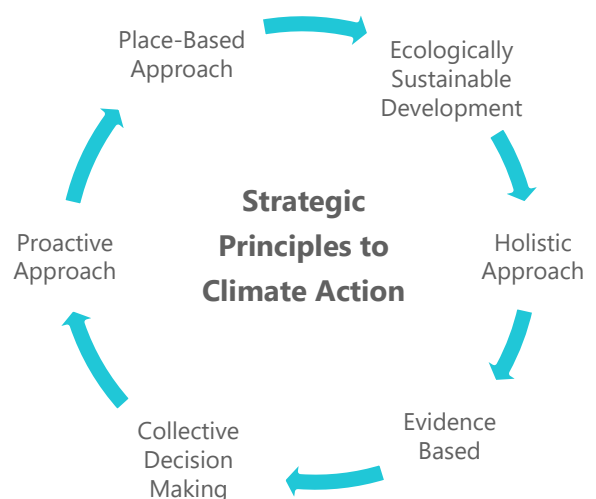 Place-Based
Approach
Ecologically
Sustainable
Development
Strategic
Principles to
Climate Action
Proactive
Approach
Holistic
Approach
Evidence
Based
Collective
Decision
Making